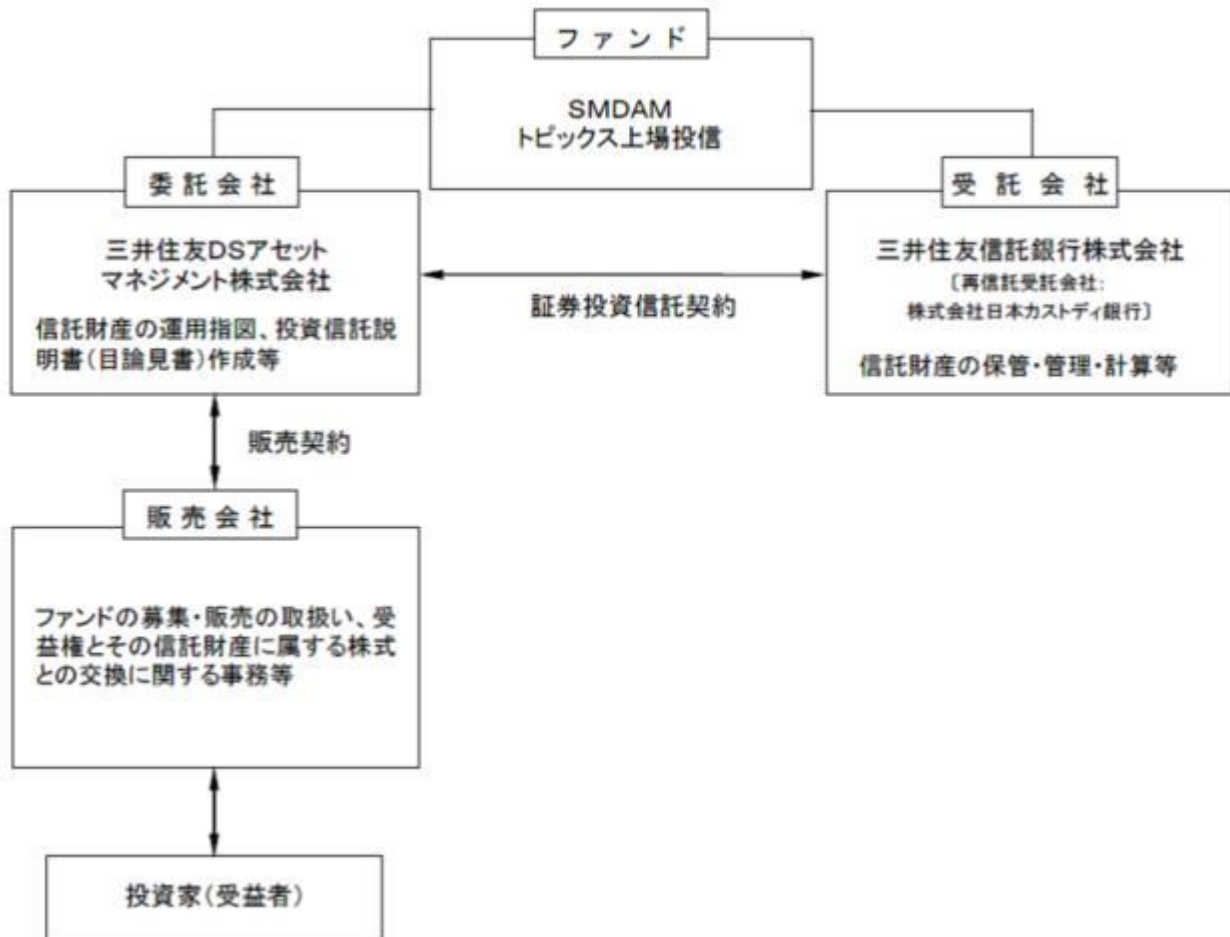 ファンド
SMDAM
トピックス上場投信
委託会社
三井住友DSアセット
マネジメント株式会社
信託財産の運用指図、投資信託説
明書(目論見書)作成等
証券投資信託契約
受託会社
三井住友信託銀行株式会社
〔再信託受託会社:
株式会社日本カストディ銀行〕
信託財産の保管・管理・計算等
販売契約
販売会社
ファンドの募集・販売の取扱い、受
益権とその信託財産に属する株式
との交換に関する事務等
投資家(受益者)